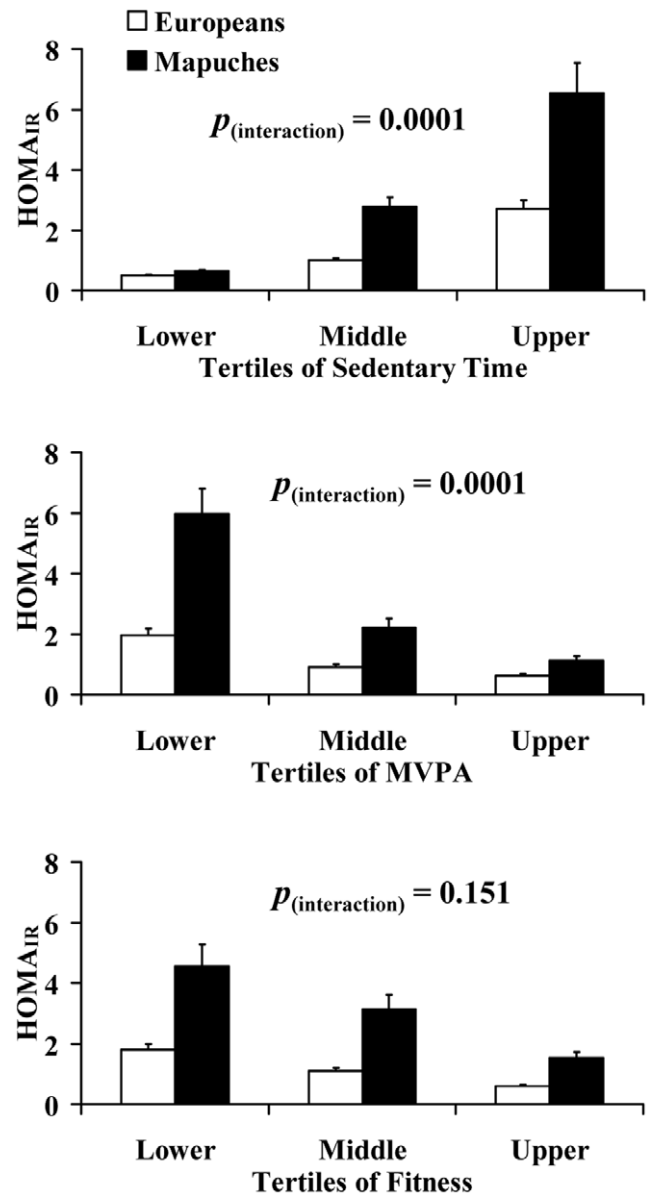 Europeans
Mapuches
8
6
4
2
0
HOMAIR
p(interaction) = 0.0001
Lower Middle Upper
Tertiles of Sedentary Time
8
6
4
2
0
HOMAIR
p(interaction) = 0.0001
Lower Middle Upper
Tertiles of MVPA
8
6
4
2
0
HOMAIR
p(interaction) = 0.151
Lower Middle Upper
Tertiles of Fitness